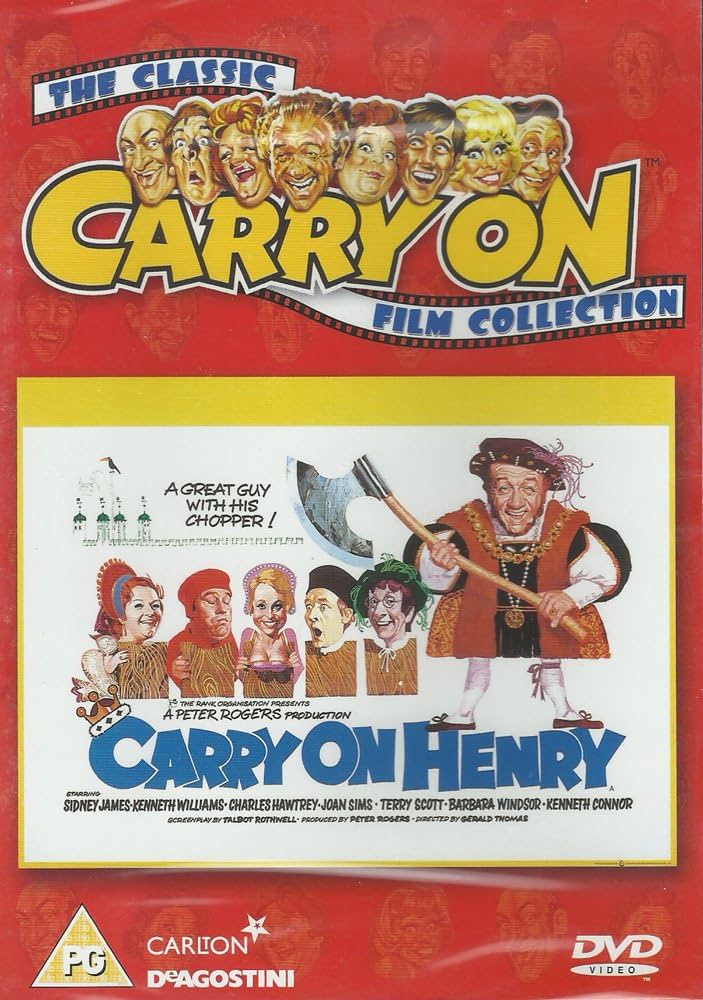 THE CLASSIC
CARRY ON™
FILM COLLECTION
A GREAT GUY
WITH HIS
CHOPPER!
THE RANK ORGANISATION PRESENTS
A PETER ROGERS PRODUCTION
CARRY ON HENRY
A
STARRING
SIDNEY JAMES · KENNETH WILLIAMS · CHARLES HAWTREY · JOAN SIMS · TERRY SCOTT · BARBARA WINDSOR · KENNETH CONNOR
SCREENPLAY BY TALBOT ROTHWELL · PRODUCED BY PETER ROGERS · DIRECTED BY GERALD THOMAS
PG
CARLTON
DeAGOSTINI
DVD
VIDEO
™